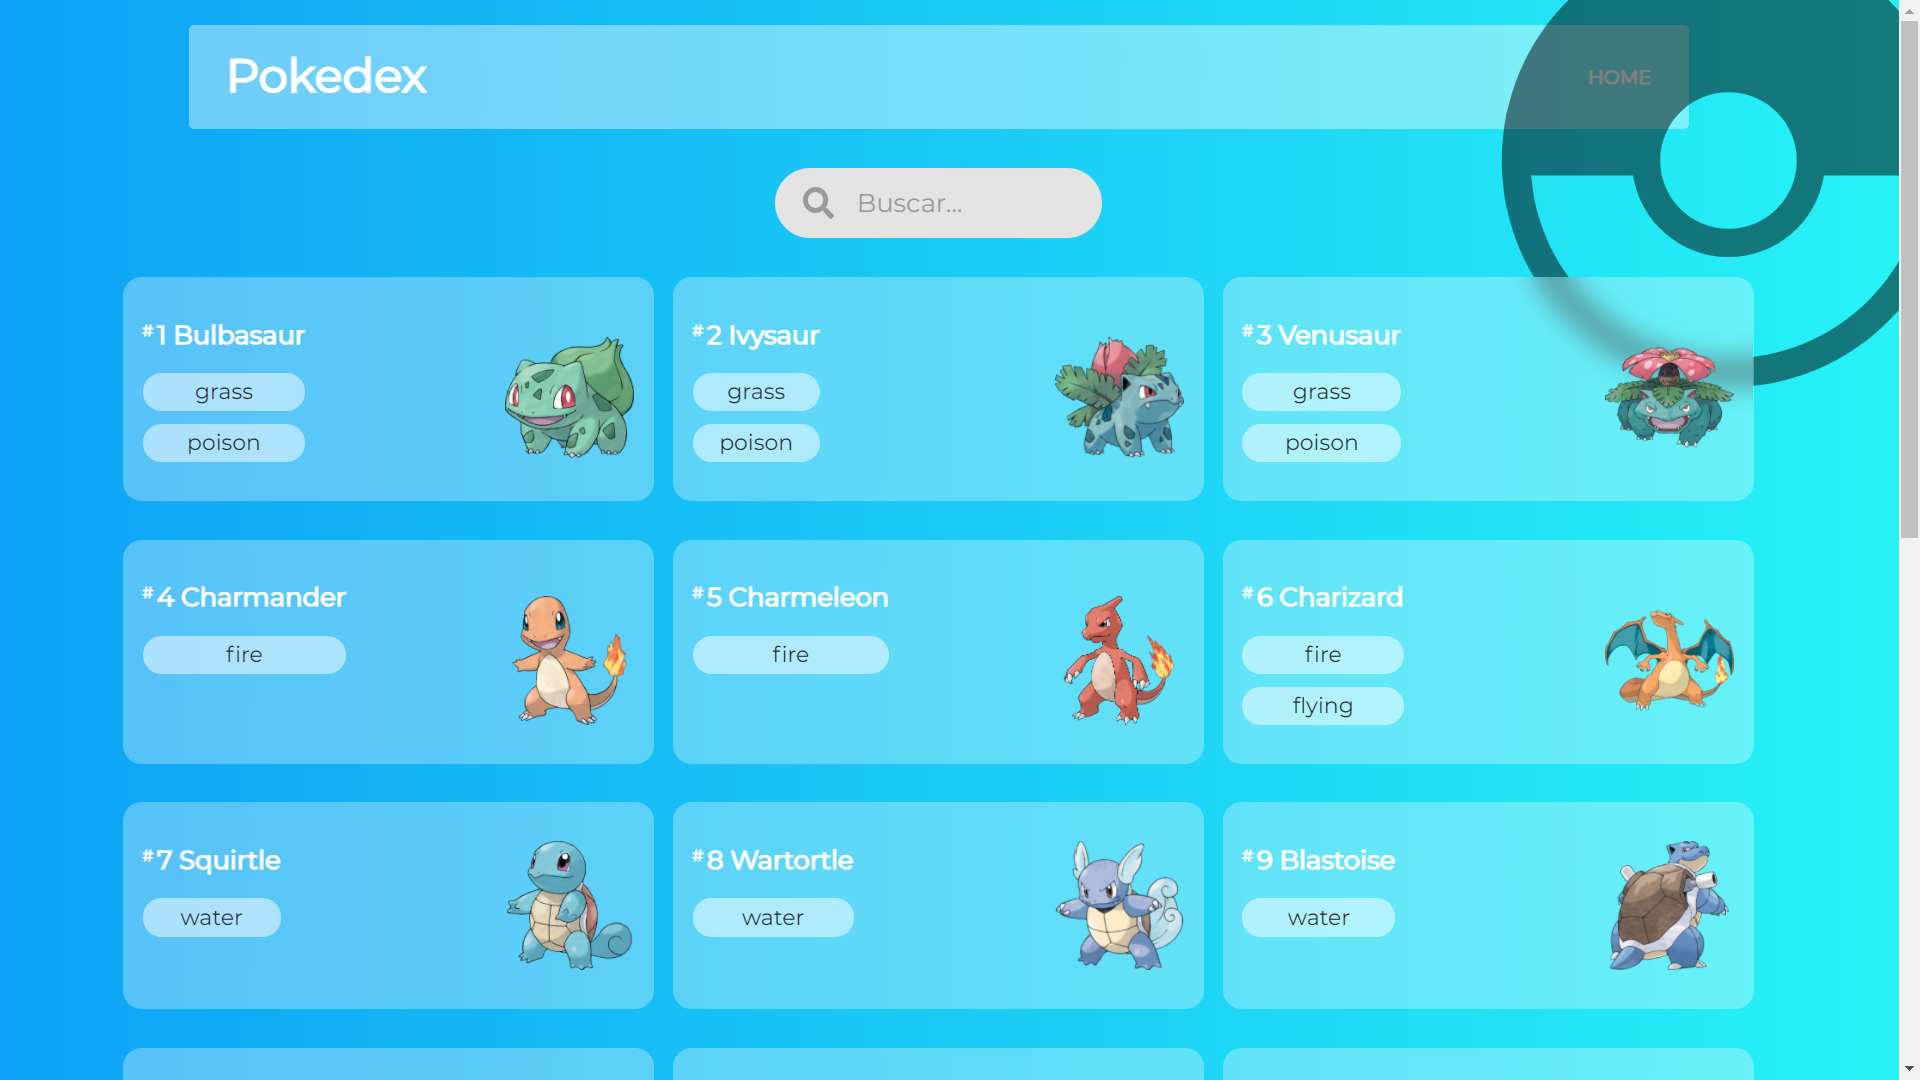 Pokedex
HOME
Buscar...
#1 Bulbasaur
grass
poison
#2 Ivysaur
grass
poison
#3 Venusaur
grass
poison
#4 Charmander
fire
#5 Charmeleon
fire
#6 Charizard
fire
flying
#7 Squirtle
water
#8 Wartortle
water
#9 Blastoise
water